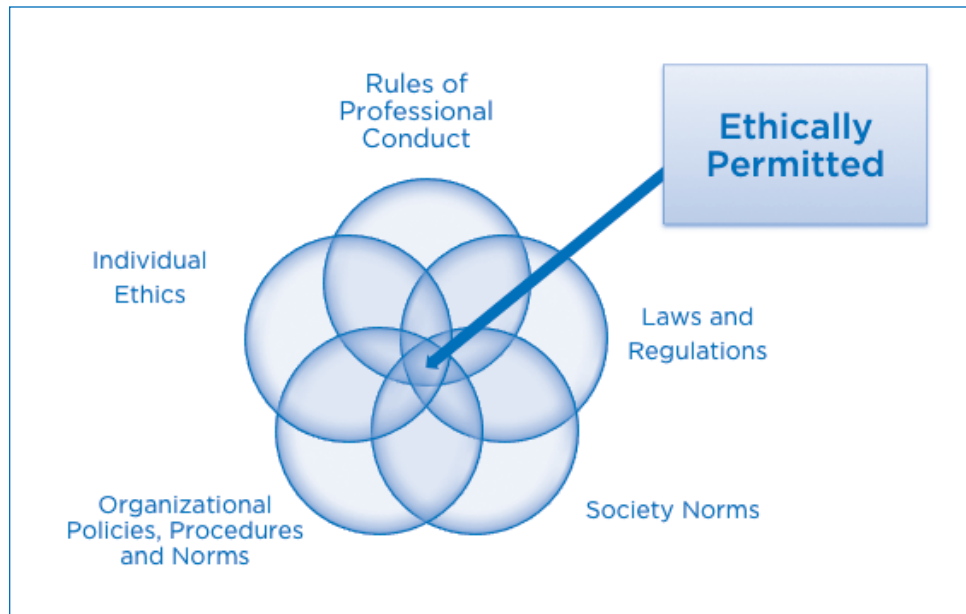 Rules of
Professional
Conduct
Ethically
Permitted
Individual
Ethics
Laws and
Regulations
Organizational
Policies, Procedures
and Norms
Society Norms